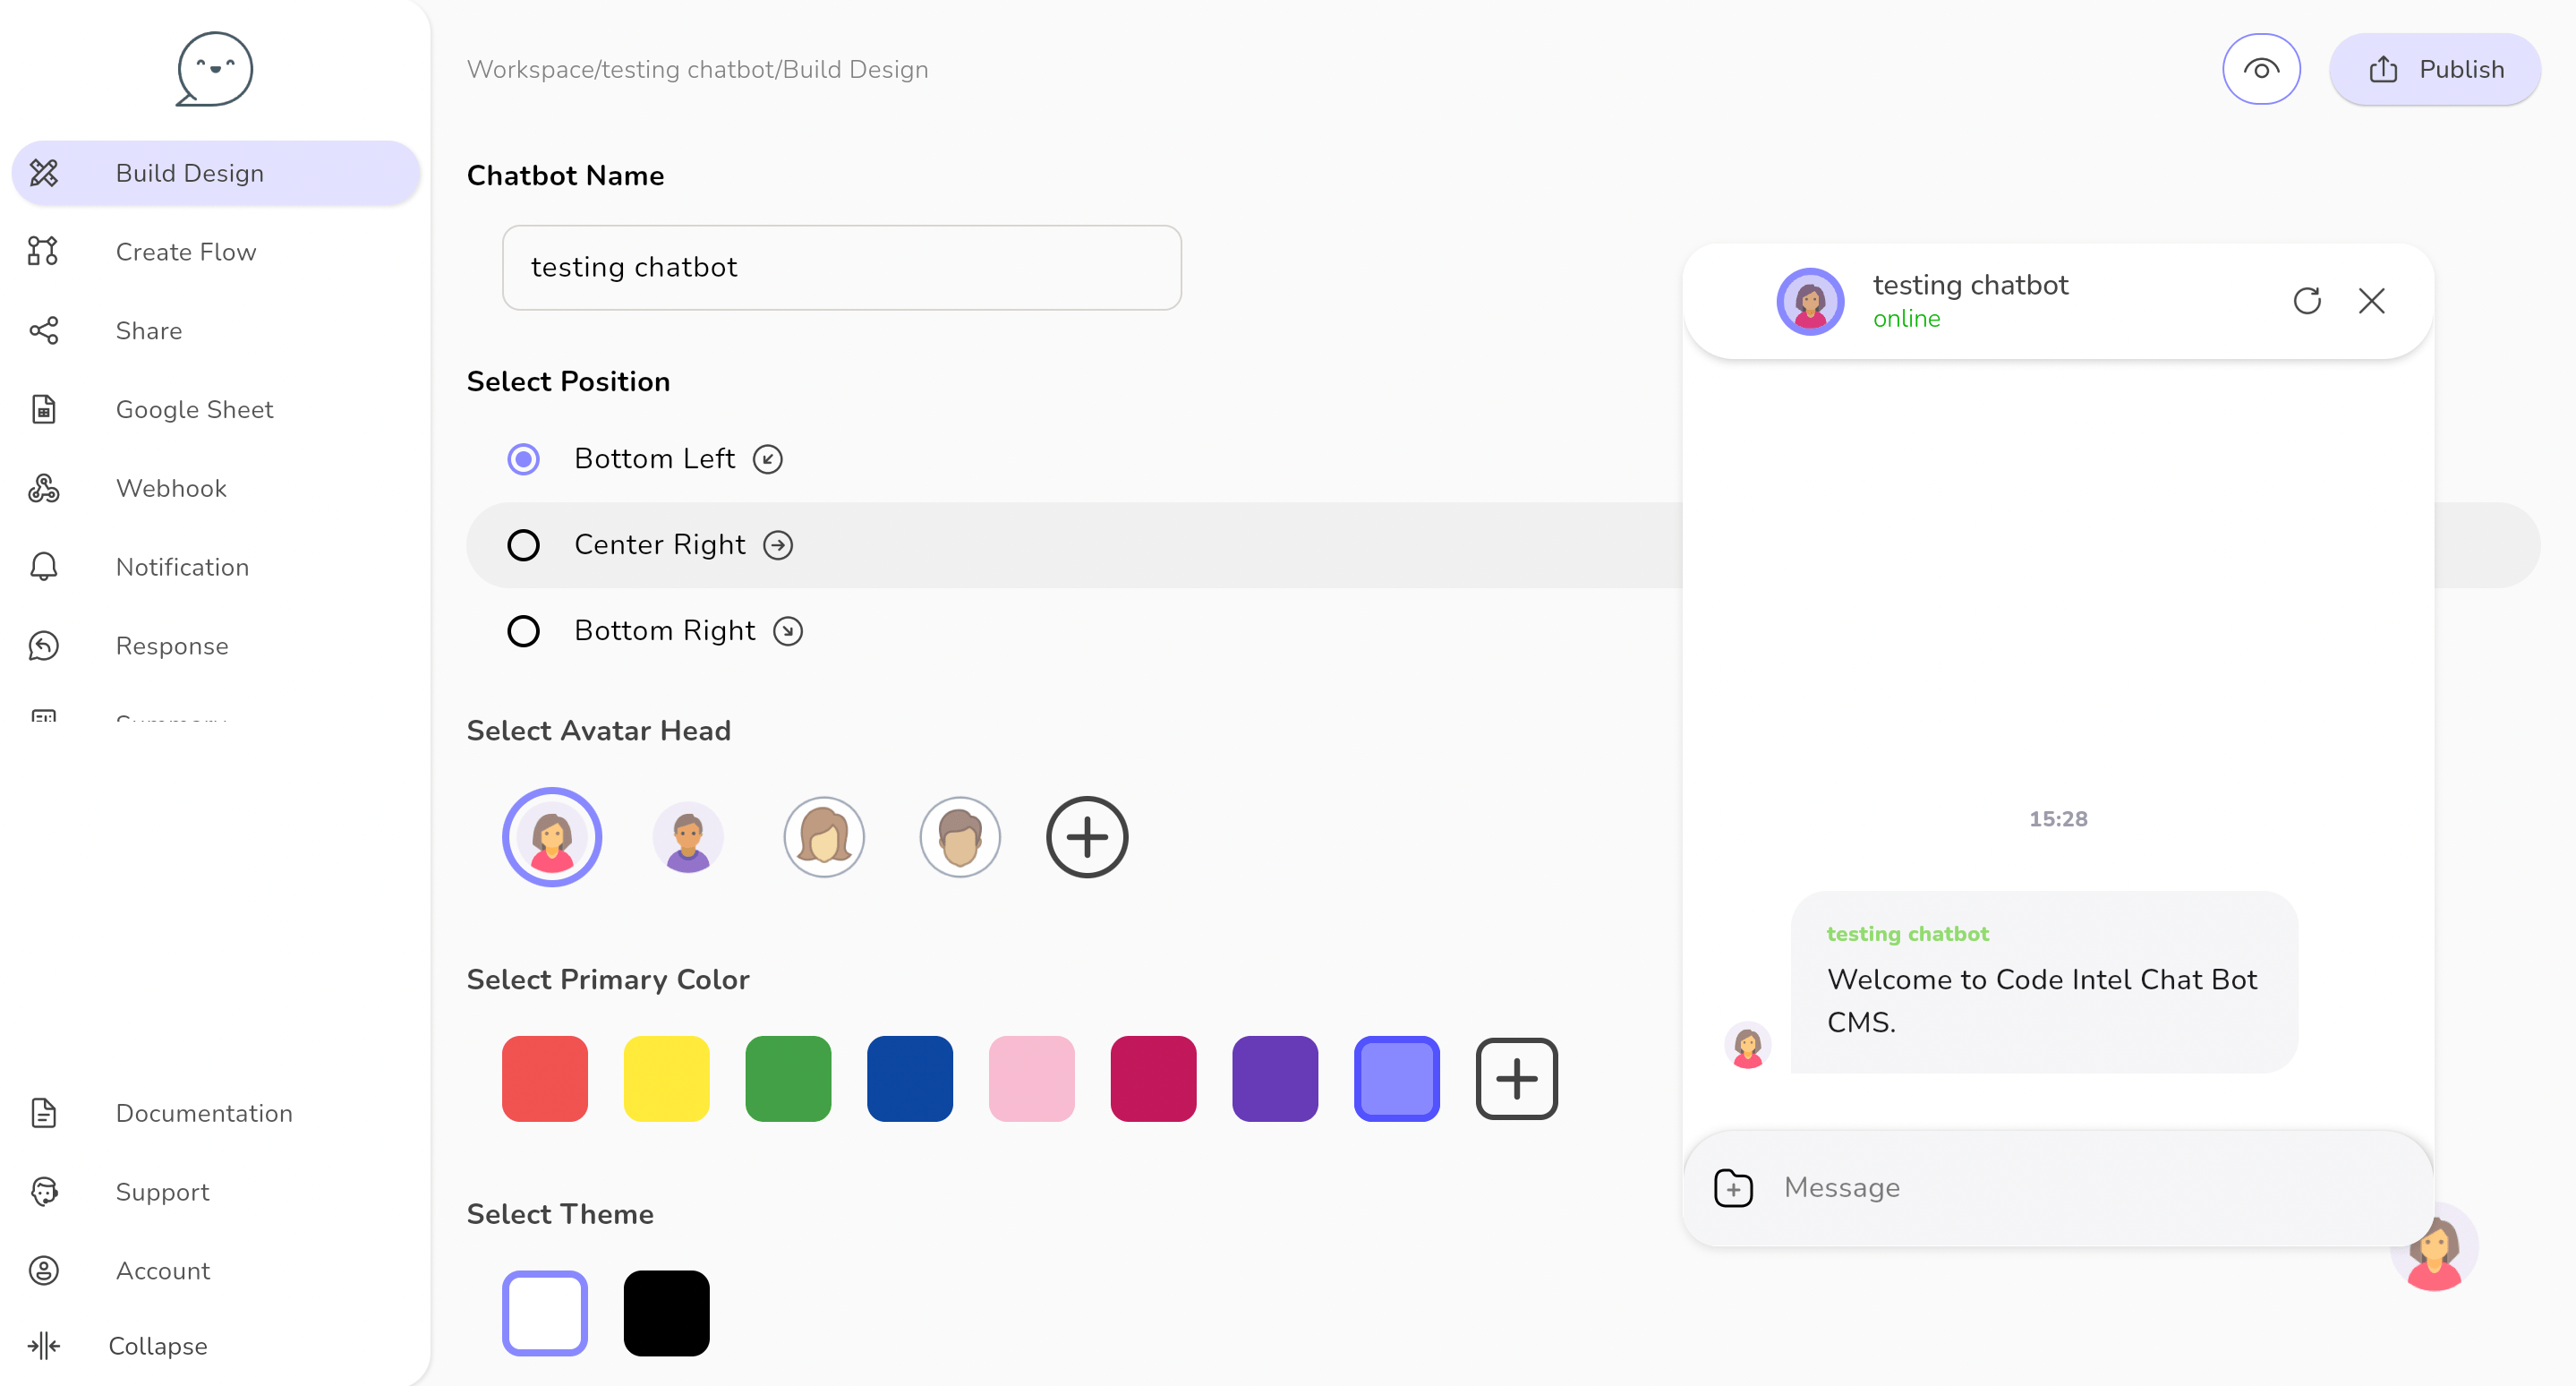 Workspace/testing chatbot/Build Design
Publish
Build Design
Create Flow
Share
Google Sheet
Webhook
Notification
Response
Summary
Documentation
Support
Account
Collapse
Chatbot Name
testing chatbot
Select Position
Bottom Left
Center Right
Bottom Right
Select Avatar Head
Select Primary Color
Select Theme
testing chatbot
online
15:28
testing chatbot
Welcome to Code Intel Chat Bot
CMS.
Message